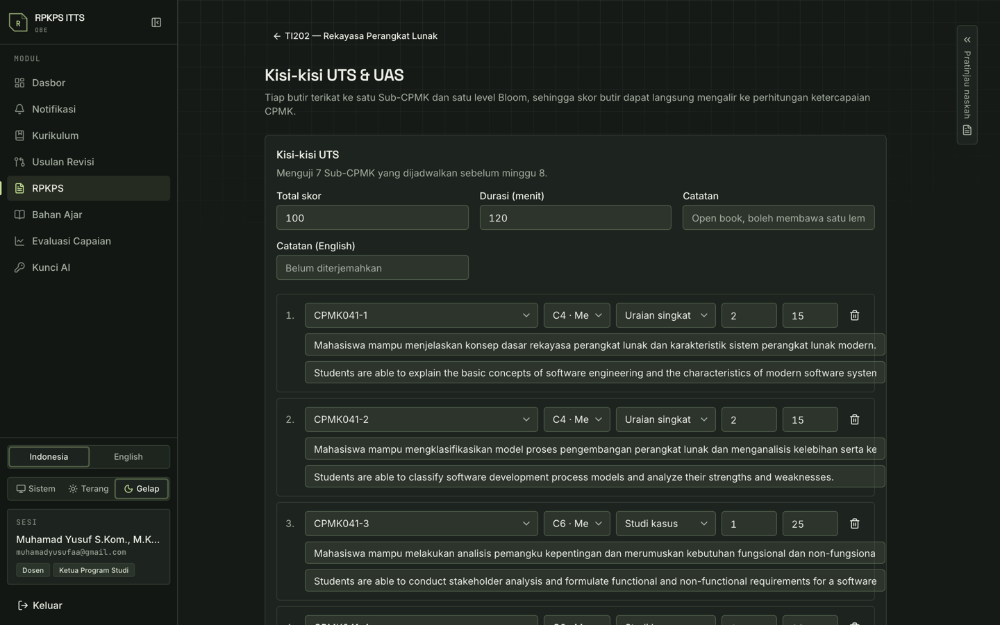 R
RPKPS ITTS
OBE
MODUL
Dasbor
Notifikasi
Kurikulum
Usulan Revisi
RPKPS
Bahan Ajar
Evaluasi Capaian
Kunci AI
Indonesia
English
Sistem
Terang
Gelap
SESI
Muhamad Yusuf S.Kom., M.K...
muhamadyusufaa@gmail.com
Dosen
Ketua Program Studi
Keluar
← TI202 — Rekayasa Perangkat Lunak
Kisi-kisi UTS & UAS
Tiap butir terikat ke satu Sub-CPMK dan satu level Bloom, sehingga skor butir dapat langsung mengalir ke perhitungan ketercapaian
CPMK.
Kisi-kisi UTS
Menguji 7 Sub-CPMK yang dijadwalkan sebelum minggu 8.
Total skor
100
Durasi (menit)
120
Catatan
Open book, boleh membawa satu lem
Catatan (English)
Belum diterjemahkan
1. CPMK041-1 C4 · Me Uraian singkat 2 15
Mahasiswa mampu menjelaskan konsep dasar rekayasa perangkat lunak dan karakteristik sistem perangkat lunak modern.
Students are able to explain the basic concepts of software engineering and the characteristics of modern software system
2. CPMK041-2 C4 · Me Uraian singkat 2 15
Mahasiswa mampu mengklasifikasikan model proses pengembangan perangkat lunak dan menganalisis kelebihan serta ke
Students are able to classify software development process models and analyze their strengths and weaknesses.
3. CPMK041-3 C6 · Me Studi kasus 1 25
Mahasiswa mampu melakukan analisis pemangku kepentingan dan merumuskan kebutuhan fungsional dan non-fungsiona
Students are able to conduct stakeholder analysis and formulate functional and non-functional requirements for a software
Pratinjau naskah